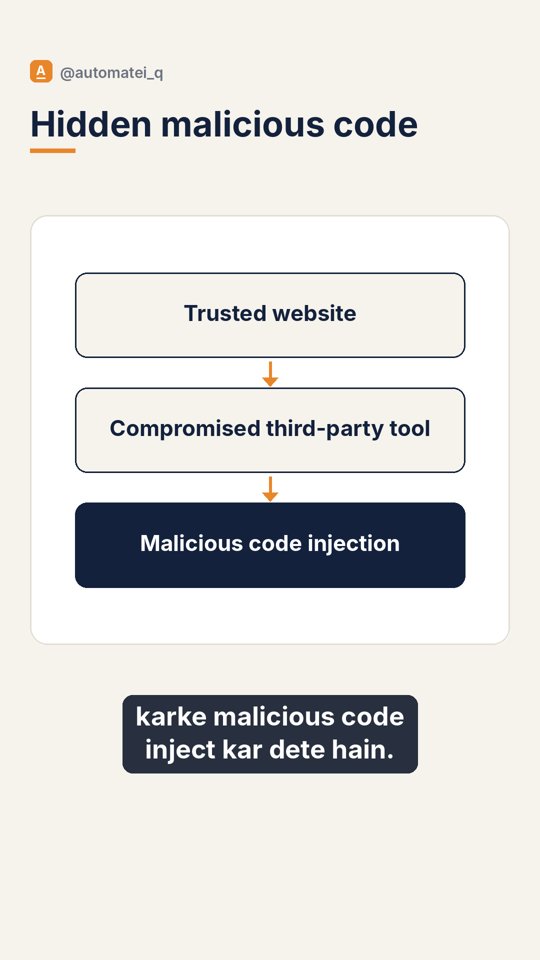 A
@automatei_q
Hidden malicious code
Trusted website
Compromised third-party tool
Malicious code injection
karke malicious code
inject kar dete hain.